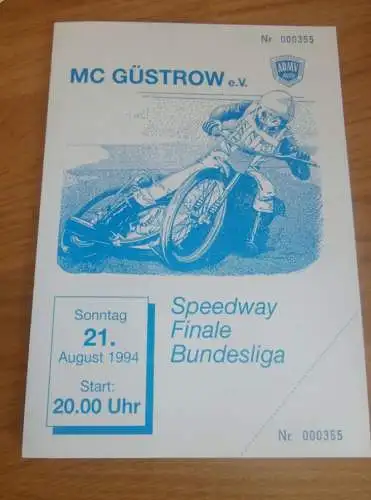 Nr 000355
MC GÜSTROW e.V.
ADMV
Speedway
Finale
Bundesliga
Sonntag
21.
August 1994
Start:
20.00 Uhr
Nr. 000355